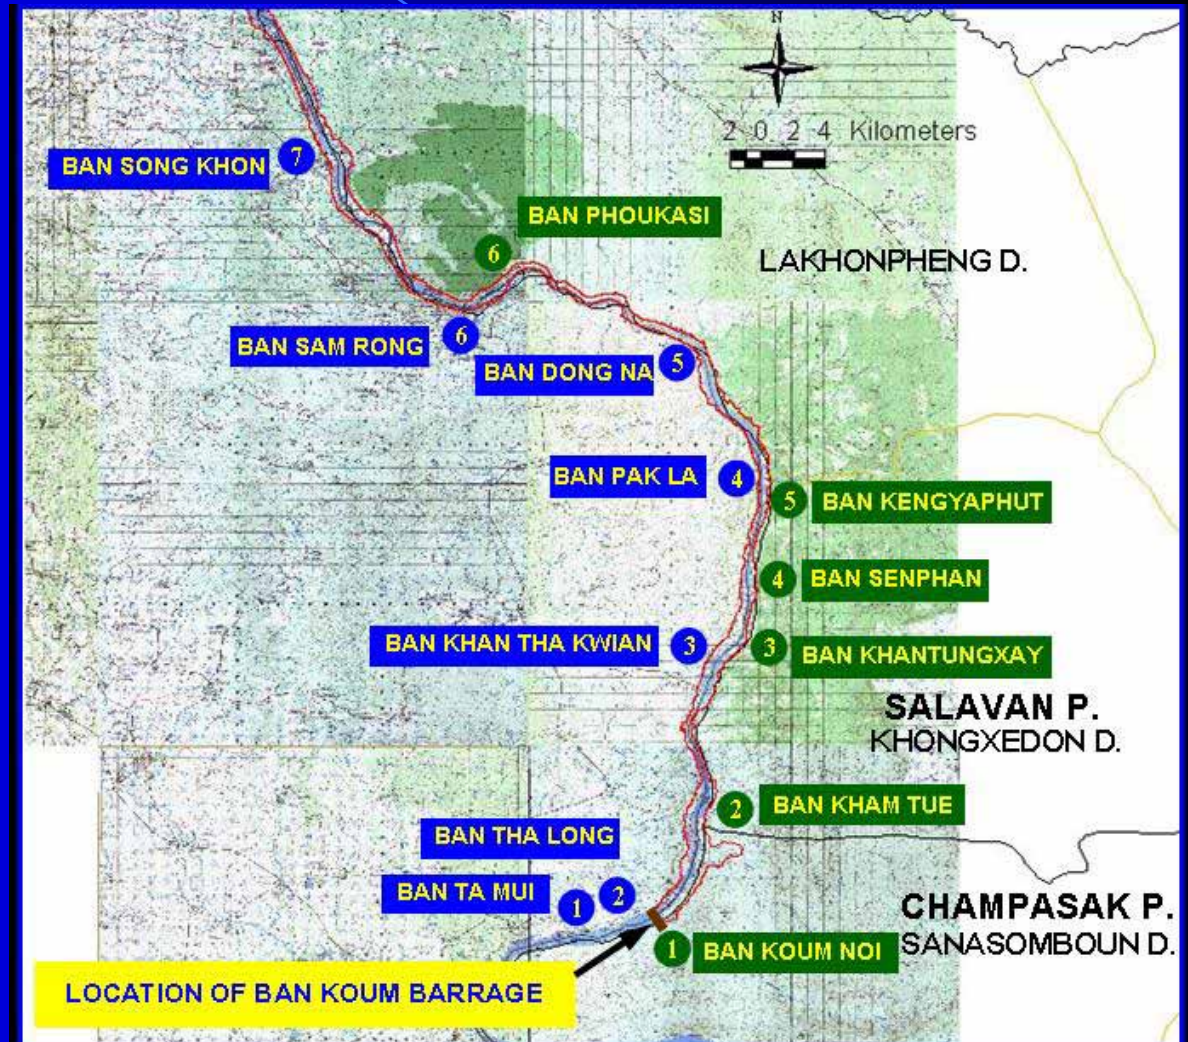 N
2 0 2 4 Kilometers
BAN SONG KHON
7
BAN PHOUKASI
6
LAKHONPHENG D.
BAN SAM RONG
6
BAN DONG NA
5
BAN PAK LA
4
5
BAN KENGYAPHUT
4
BAN SENPHAN
BAN KHAN THA KWIAN
3
3
BAN KHANTUNGXAY
SALAVAN P.
KHONGXEDON D.
2
BAN KHAM TUE
BAN THA LONG
2
BAN TA MUI
1
CHAMPASAK P.
SANASOMBOUN D.
1
BAN KOUM NOI
LOCATION OF BAN KOUM BARRAGE